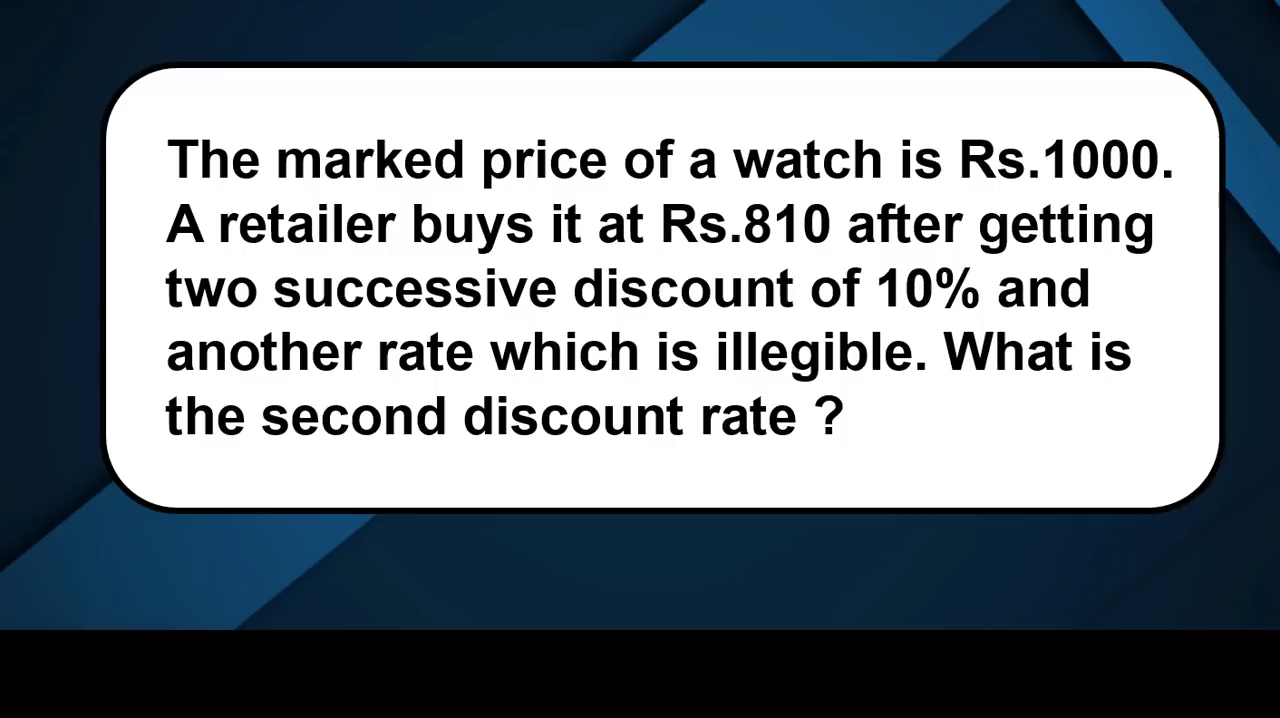 The marked price of a watch is Rs.1000.
A retailer buys it at Rs.810 after getting
two successive discount of 10% and
another rate which is illegible. What is
the second discount rate ?